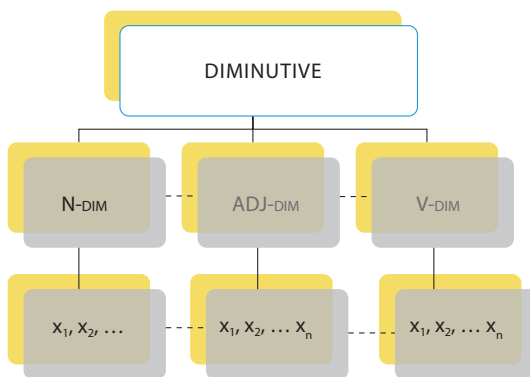 DIMINUTIVE
N-DIM
ADJ-DIM
V-DIM
x₁, x₂, …
x₁, x₂, … xₙ
x₁, x₂, … xₙ